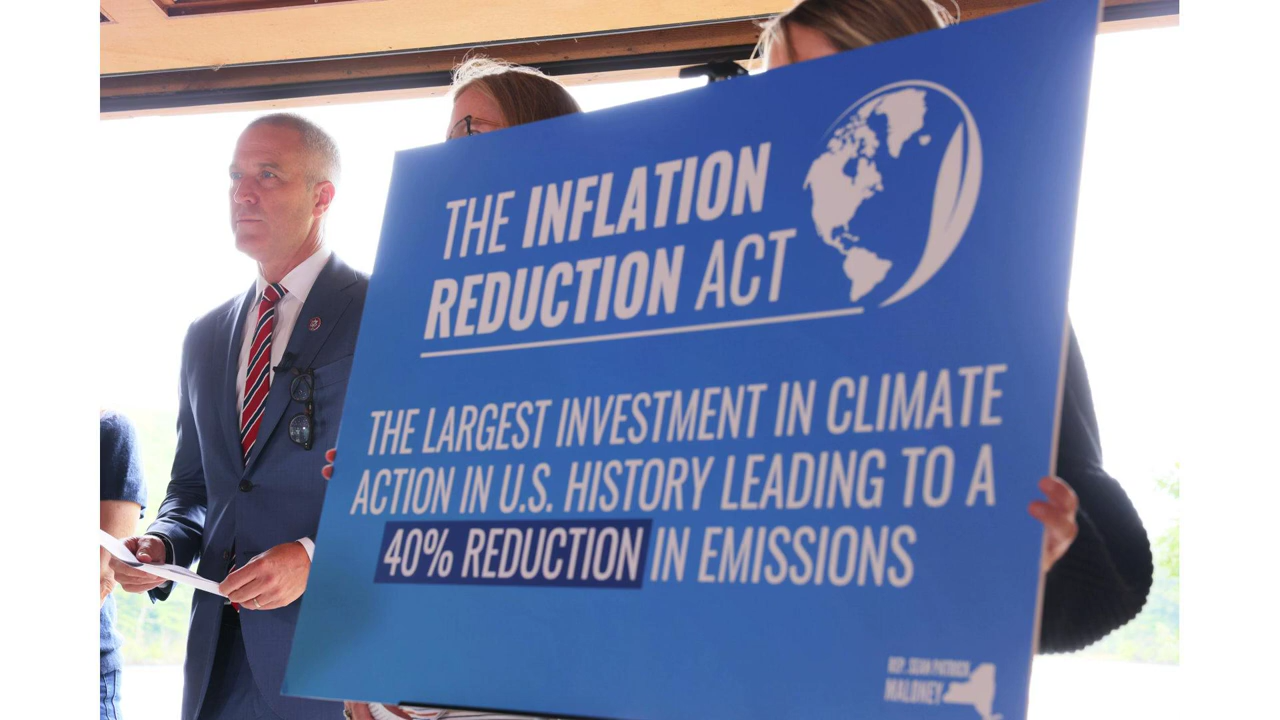 THE INFLATION
REDUCTION ACT
THE LARGEST INVESTMENT IN CLIMATE
ACTION IN U.S. HISTORY LEADING TO A
40% REDUCTION IN EMISSIONS
REP. SEAN PATRICK
MALONEY